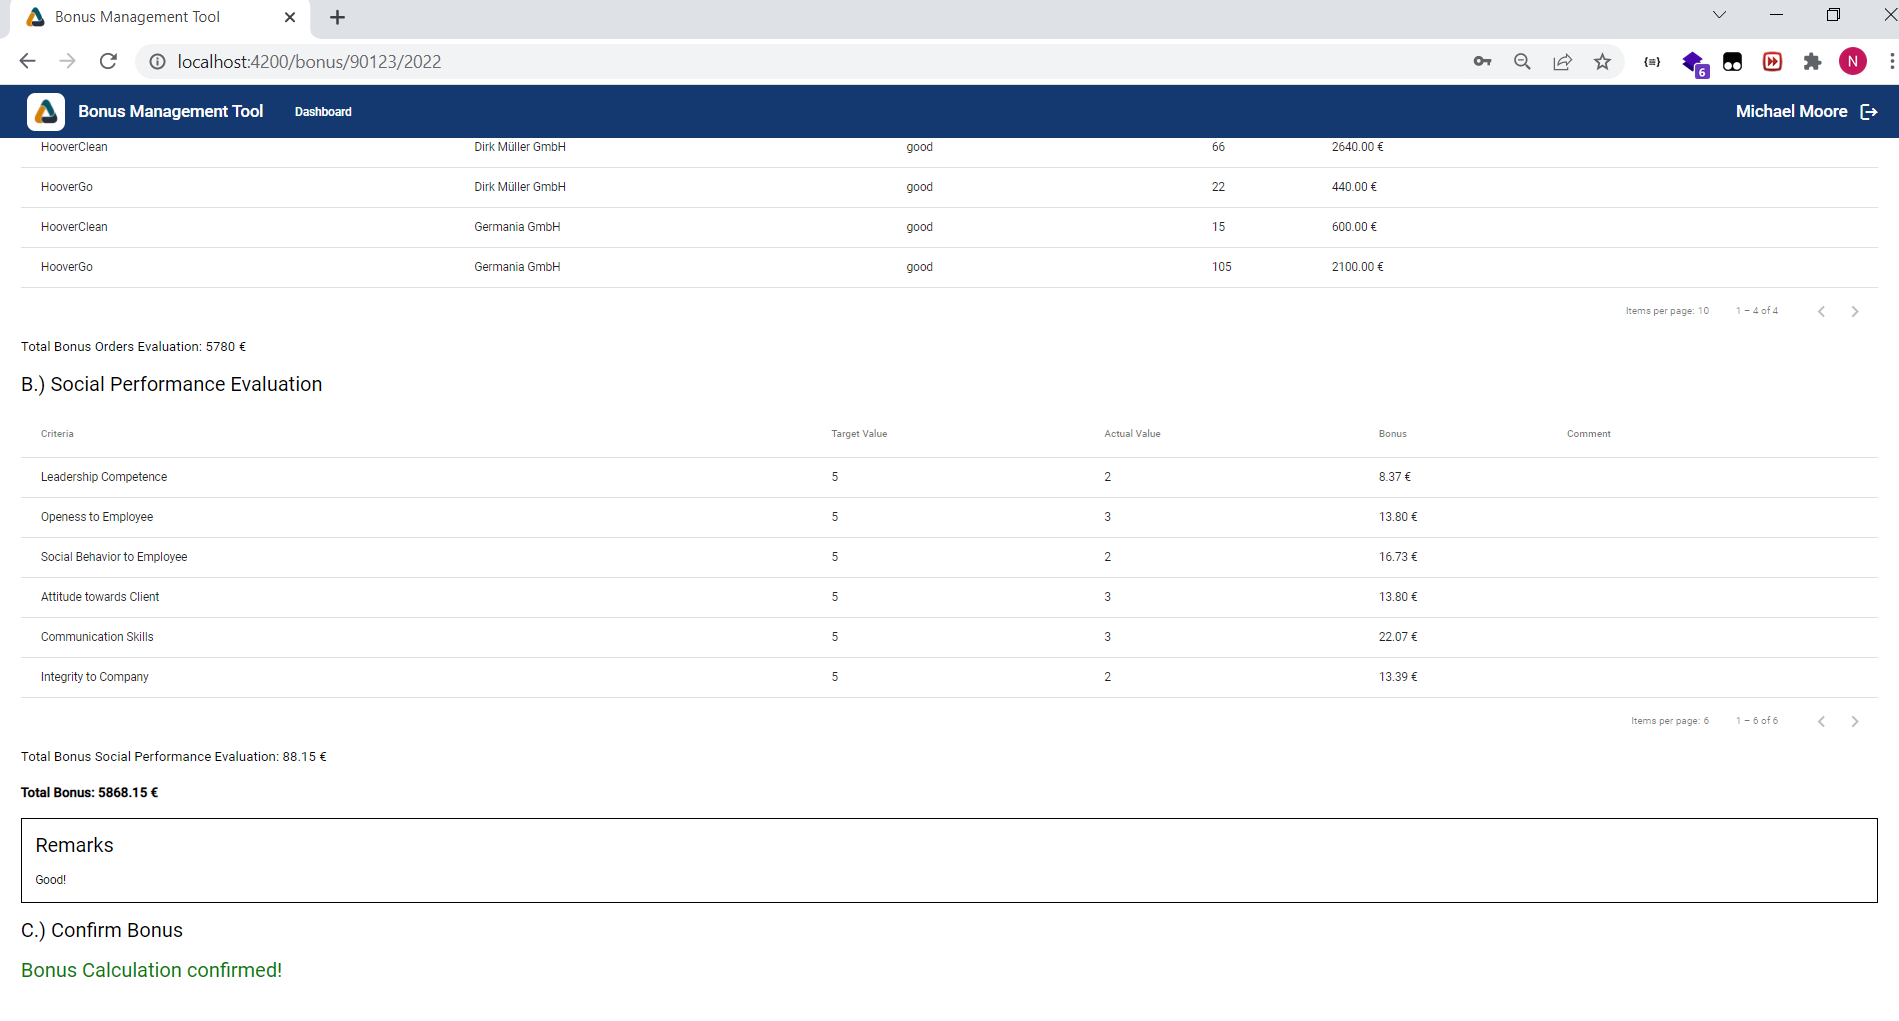 Bonus Management Tool
localhost:4200/bonus/90123/2022
6
N
Bonus Management Tool Dashboard Michael Moore
HooverClean Dirk Müller GmbH good 66 2640.00 €
HooverGo Dirk Müller GmbH good 22 440.00 €
HooverClean Germania GmbH good 15 600.00 €
HooverGo Germania GmbH good 105 2100.00 €
Items per page: 10 1 – 4 of 4
Total Bonus Orders Evaluation: 5780 €
B.) Social Performance Evaluation
Criteria Target Value Actual Value Bonus Comment
Leadership Competence 5 2 8.37 €
Openess to Employee 5 3 13.80 €
Social Behavior to Employee 5 2 16.73 €
Attitude towards Client 5 3 13.80 €
Communication Skills 5 3 22.07 €
Integrity to Company 5 2 13.39 €
Items per page: 6 1 – 6 of 6
Total Bonus Social Performance Evaluation: 88.15 €
Total Bonus: 5868.15 €
Remarks
Good!
C.) Confirm Bonus
Bonus Calculation confirmed!